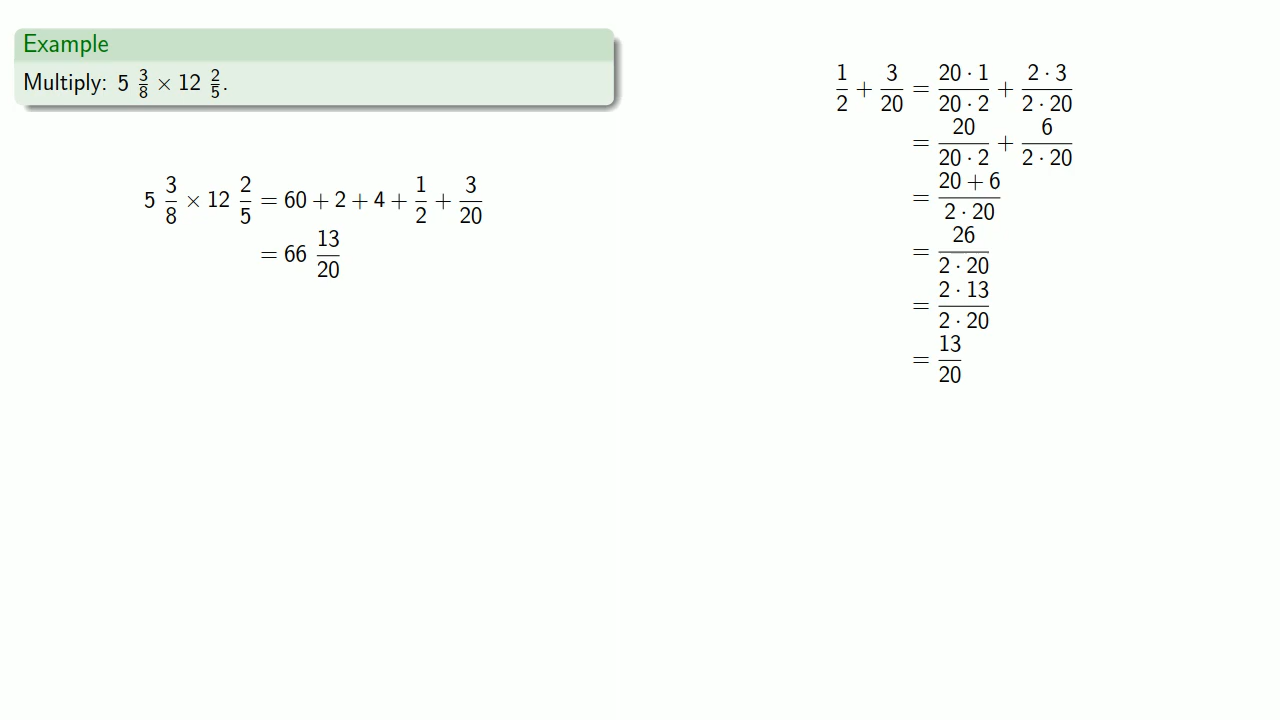 Example
Multiply: 5 3/8 × 12 2/5.
5 3/8 × 12 2/5 = 60 + 2 + 4 + 1/2 + 3/20
= 66 13/20
1/2 + 3/20 = 20 · 1/20 · 2 + 2 · 3/2 · 20
= 20/20 · 2 + 6/2 · 20
= 20 + 6/2 · 20
= 26/2 · 20
= 2 · 13/2 · 20
= 13/20